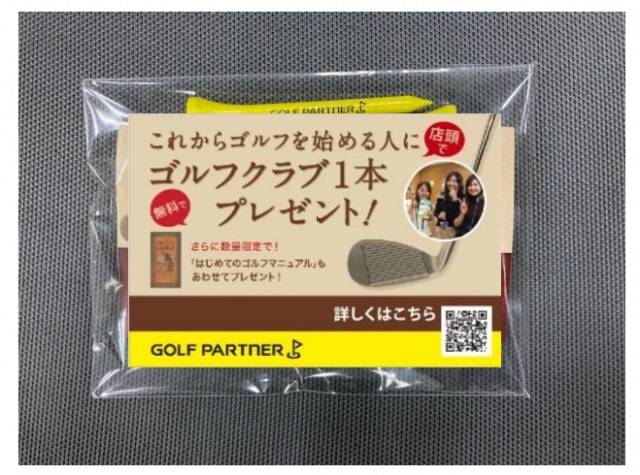 GOLF PARTNER
これからゴルフを始める人に
店頭で
ゴルフクラブ1本
無料で
プレゼント!
さらに数量限定で!
「はじめてのゴルフマニュアル」も
あわせてプレゼント!
詳しくはこちら
GOLF PARTNER